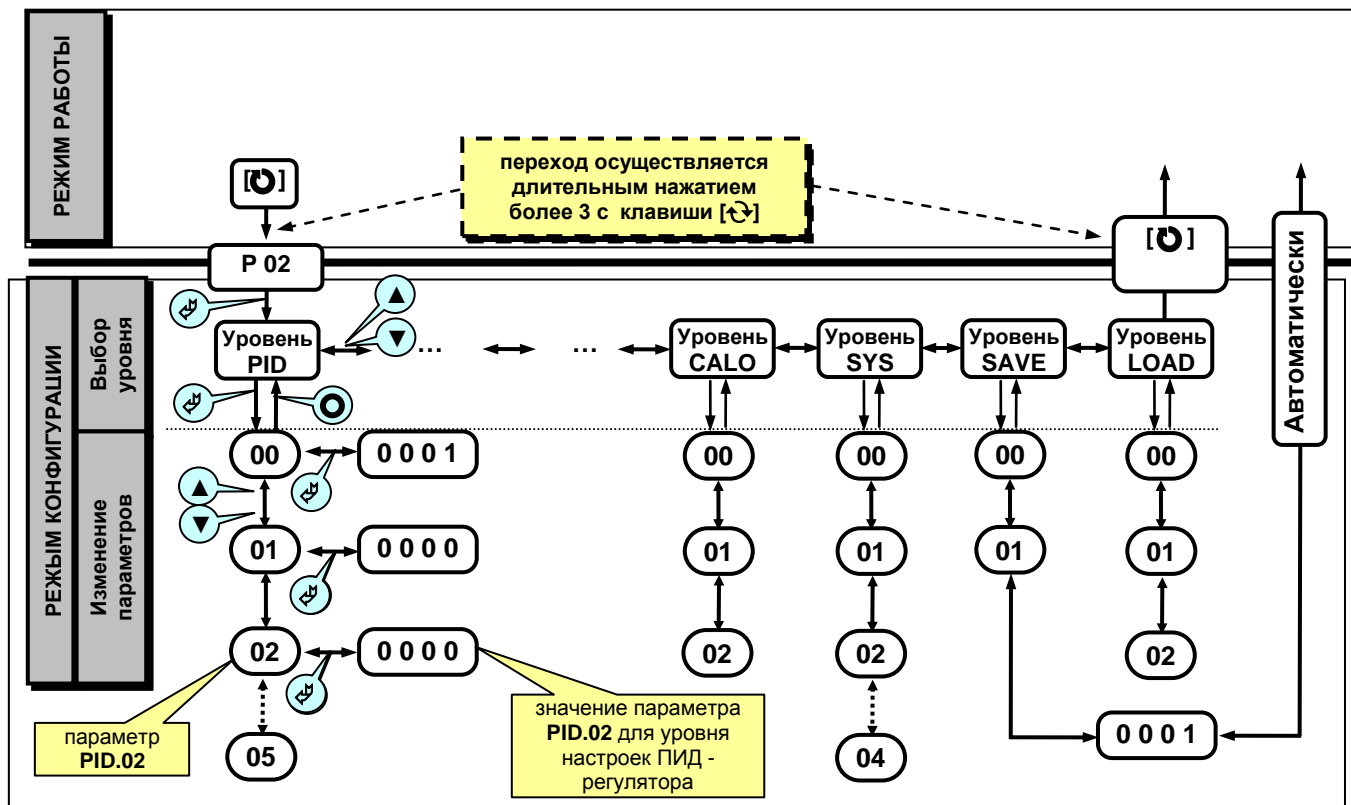 РЕЖИМ РАБОТЫ
переход осуществляется
длительным нажатием
более 3 с клавиши [🗘]
[↻]
[↻]
P 02
Автоматически
РЕЖЫМ КОНФИГУРАЦИИ
Выбор
уровня
Изменение
параметров
▲
▼
Уровень
PID
...
...
Уровень
CALO
Уровень
SYS
Уровень
SAVE
Уровень
LOAD
00
0 0 0 1
00
00
00
00
▲
▼
01
0 0 0 0
01
01
01
01
02
0 0 0 0
02
02
02
параметр
PID.02
05
значение параметра
PID.02 для уровня
настроек ПИД -
регулятора
04
0 0 0 1